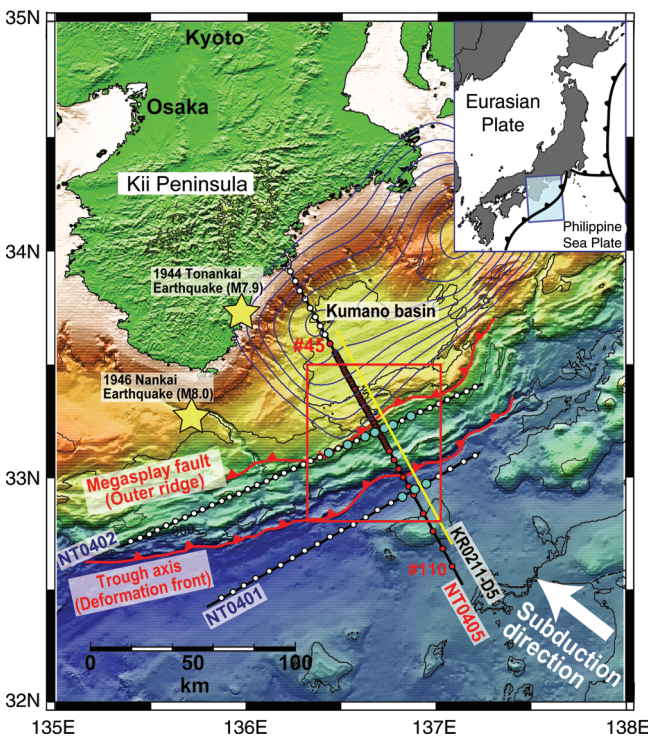 35N
Kyoto
Osaka
Eurasian
Plate
Kii Peninsula
Philippine
Sea Plate
34N
1944 Tonankai
Earthquake (M7.9)
Kumano basin
#45
1946 Nankai
Earthquake (M8.0)
33N
Megasplay fault
(Outer ridge)
NT0402
Trough axis
(Deformation front)
NT0401
KR0211-D5
#110
NT0405
Subduction
direction
0 50 100
km
32N
135E 136E 137E 138E